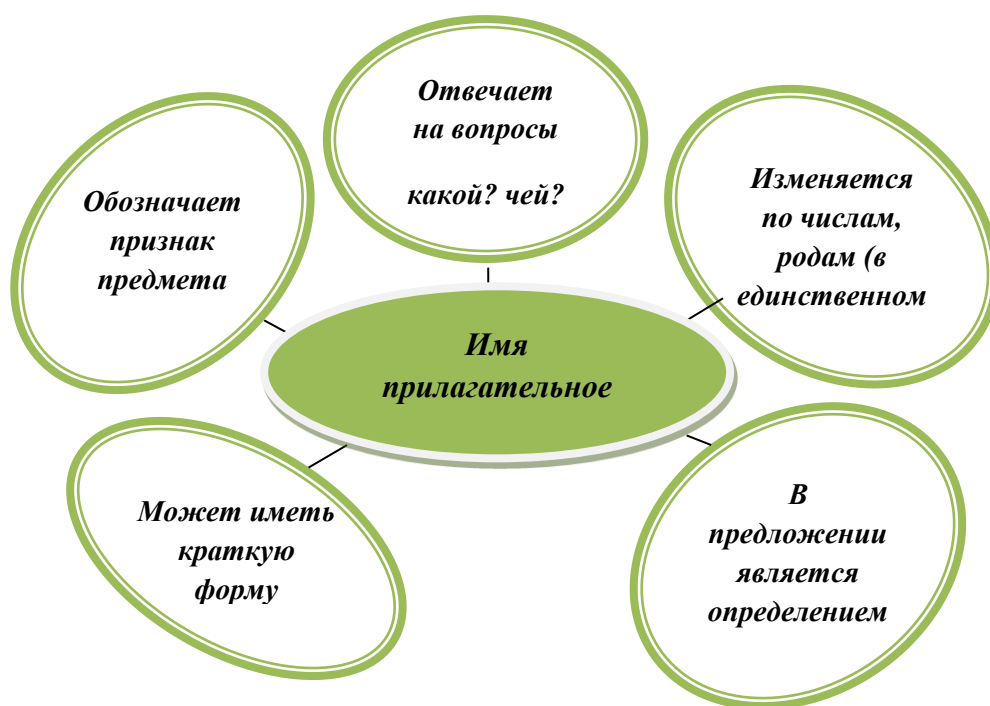 Отвечает
на вопросы
какой? чей?
Обозначает
признак
предмета
Изменяется
по числам,
родам (в
единственном
Имя
прилагательное
Может иметь
краткую
форму
В
предложении
является
определением